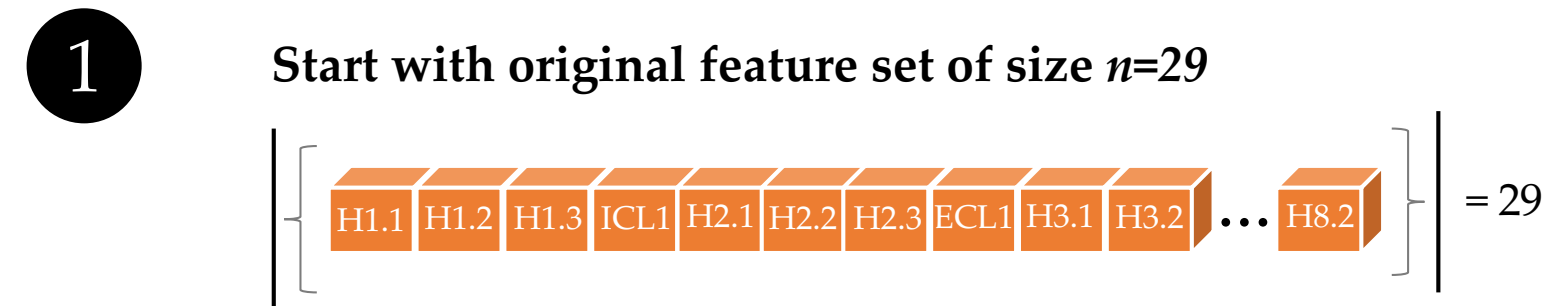 1
Start with original feature set of size n=29
H1.1 H1.2 H1.3 ICL1 H2.1 H2.2 H2.3 ECL1 H3.1 H3.2 ... H8.2 = 29